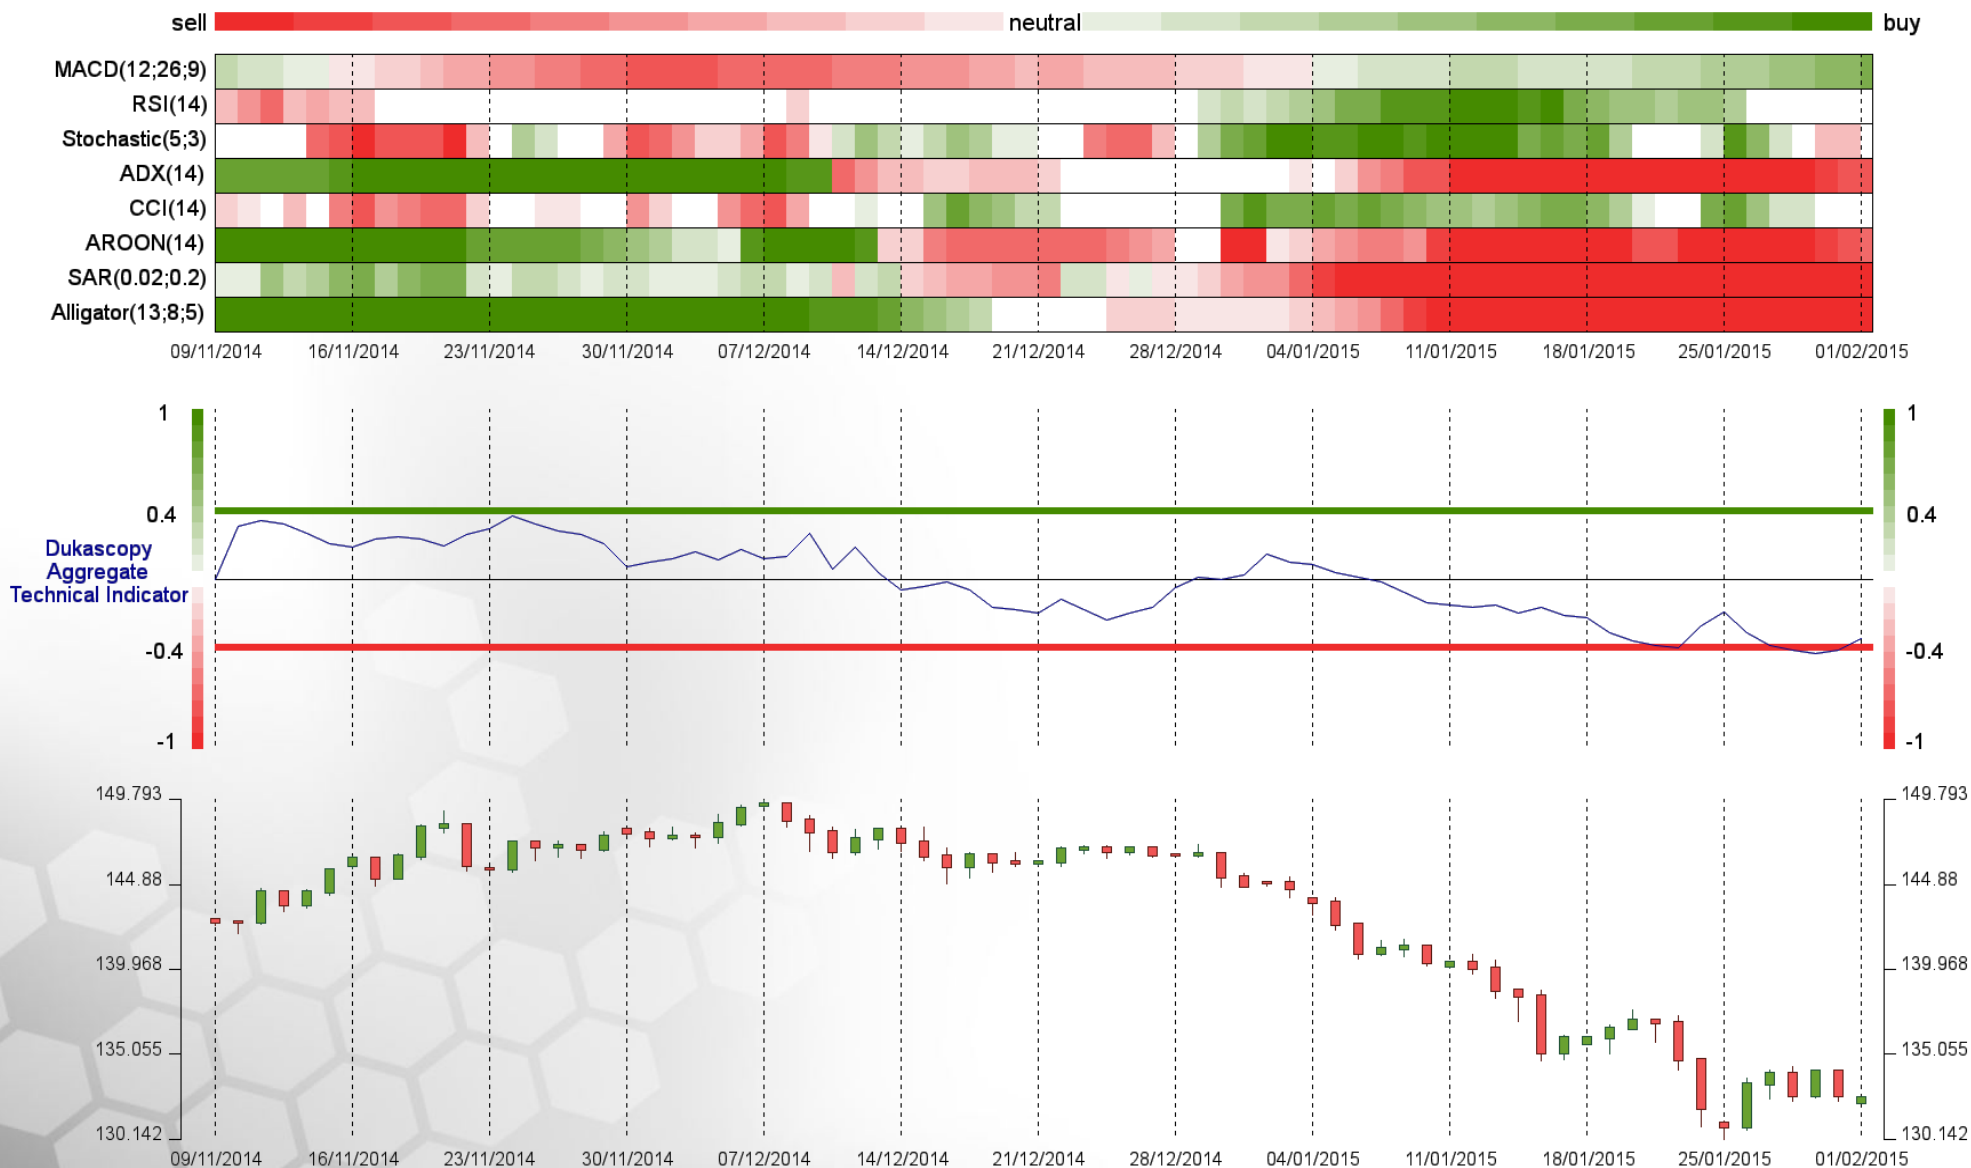 sell neutral buy
MACD(12;26;9)
RSI(14)
Stochastic(5;3)
ADX(14)
CCI(14)
AROON(14)
SAR(0.02;0.2)
Alligator(13;8;5)
09/11/2014 16/11/2014 23/11/2014 30/11/2014 07/12/2014 14/12/2014 21/12/2014 28/12/2014 04/01/2015 11/01/2015 18/01/2015 25/01/2015 01/02/2015
1 1
0.4 0.4
Dukascopy
Aggregate
Technical Indicator
-0.4 -0.4
-1 -1
149.793 149.793
144.88 144.88
139.968 139.968
135.055 135.055
130.142 130.142
09/11/2014 16/11/2014 23/11/2014 30/11/2014 07/12/2014 14/12/2014 21/12/2014 28/12/2014 04/01/2015 11/01/2015 18/01/2015 25/01/2015 01/02/2015